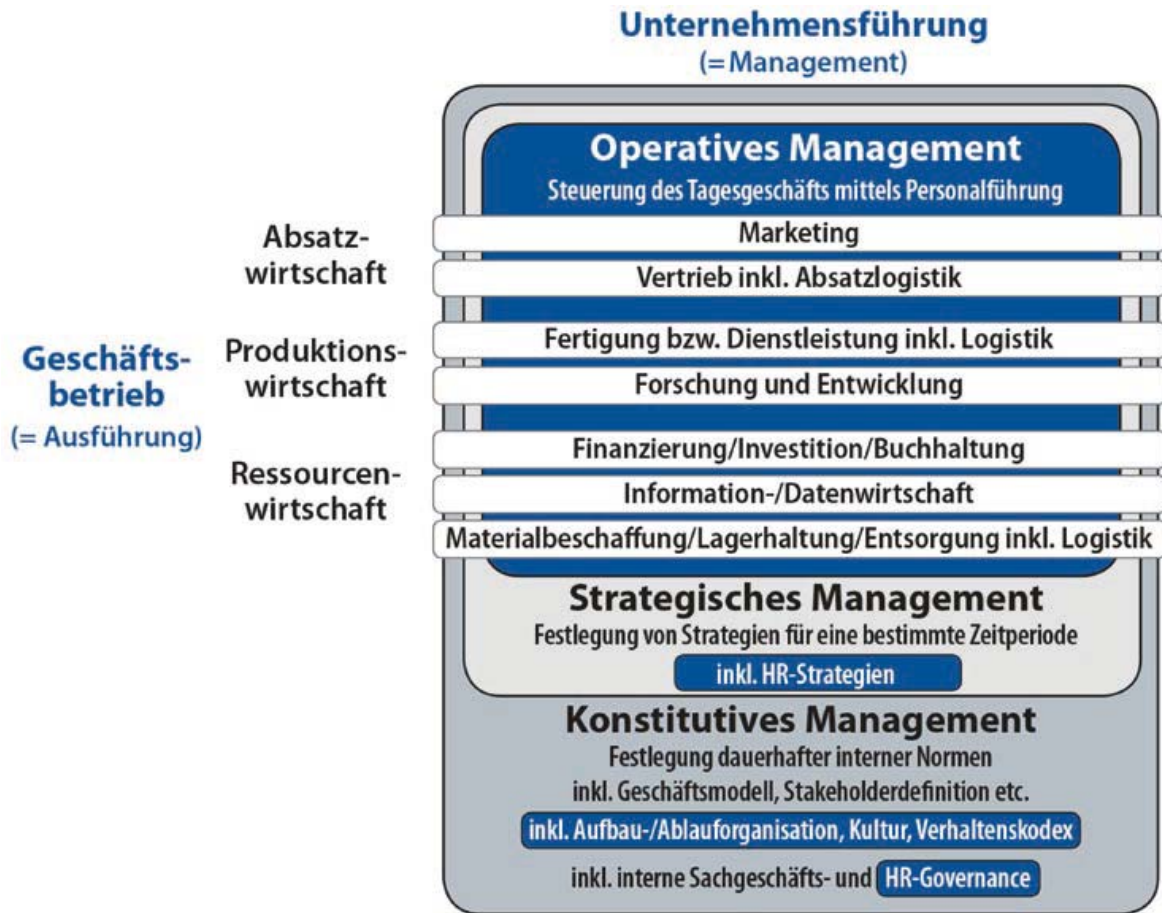 Unternehmensführung
(= Management)
Operatives Management
Steuerung des Tagesgeschäfts mittels Personalführung
Absatz-
wirtschaft
Marketing
Vertrieb inkl. Absatzlogistik
Geschäfts-
betrieb
(= Ausführung)
Produktions-
wirtschaft
Fertigung bzw. Dienstleistung inkl. Logistik
Forschung und Entwicklung
Ressourcen-
wirtschaft
Finanzierung/Investition/Buchhaltung
Information-/Datenwirtschaft
Materialbeschaffung/Lagerhaltung/Entsorgung inkl. Logistik
Strategisches Management
Festlegung von Strategien für eine bestimmte Zeitperiode
inkl. HR-Strategien
Konstitutives Management
Festlegung dauerhafter interner Normen
inkl. Geschäftsmodell, Stakeholderdefinition etc.
inkl. Aufbau-/Ablauforganisation, Kultur, Verhaltenskodex
inkl. interne Sachgeschäfts- und HR-Governance